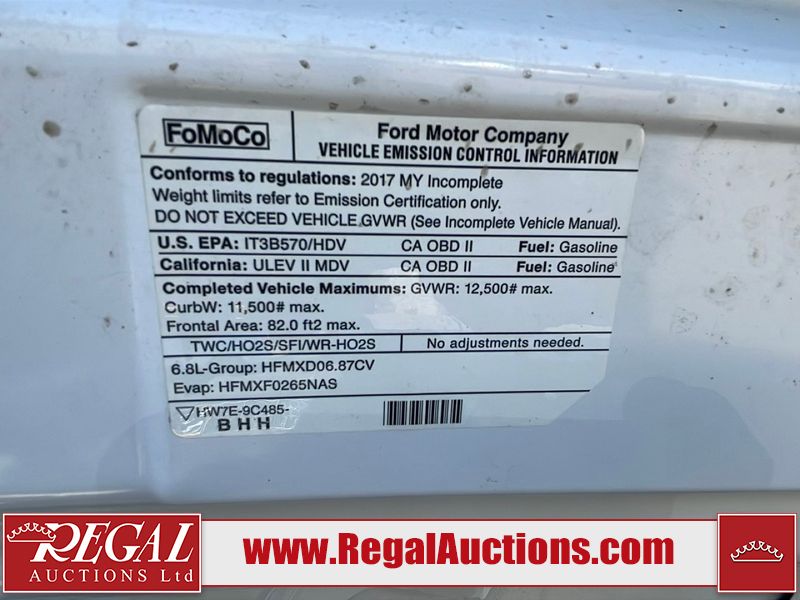 FoMoCo
Ford Motor Company
VEHICLE EMISSION CONTROL INFORMATION
Conforms to regulations: 2017 MY Incomplete
Weight limits refer to Emission Certification only.
DO NOT EXCEED VEHICLE GVWR (See Incomplete Vehicle Manual).
U.S. EPA: IT3B570/HDV CA OBD II Fuel: Gasoline
California: ULEV II MDV CA OBD II Fuel: Gasoline
Completed Vehicle Maximums: GVWR: 12,500# max.
CurbW: 11,500# max.
Frontal Area: 82.0 ft2 max.
TWC/HO2S/SFI/WR-HO2S No adjustments needed.
6.8L-Group: HFMXD06.87CV
Evap: HFMXF0265NAS
HW7E-9C485-
BHH
REGAL
AUCTIONS Ltd
www.RegalAuctions.com